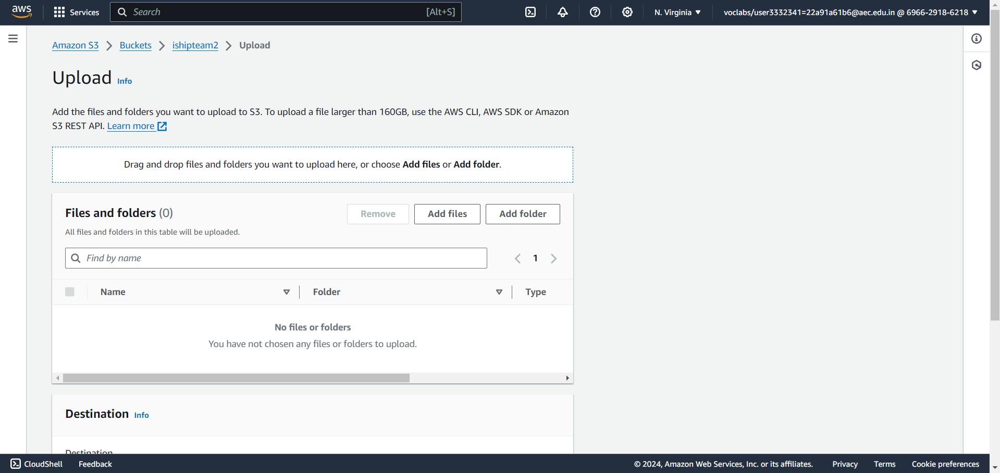 aws
Services
Search
[Alt+S]
N. Virginia
voclabs/user3332341=22a91a61b6@aec.edu.in @ 6966-2918-6218
Amazon S3
Buckets
ishipteam2
Upload
Upload Info
Add the files and folders you want to upload to S3. To upload a file larger than 160GB, use the AWS CLI, AWS SDK or Amazon
S3 REST API. Learn more
Drag and drop files and folders you want to upload here, or choose Add files or Add folder.
Files and folders (0)
Remove
Add files
Add folder
All files and folders in this table will be uploaded.
Find by name
1
Name
Folder
Type
No files or folders
You have not chosen any files or folders to upload.
Destination Info
Destination
CloudShell
Feedback
© 2024, Amazon Web Services, Inc. or its affiliates.
Privacy
Terms
Cookie preferences